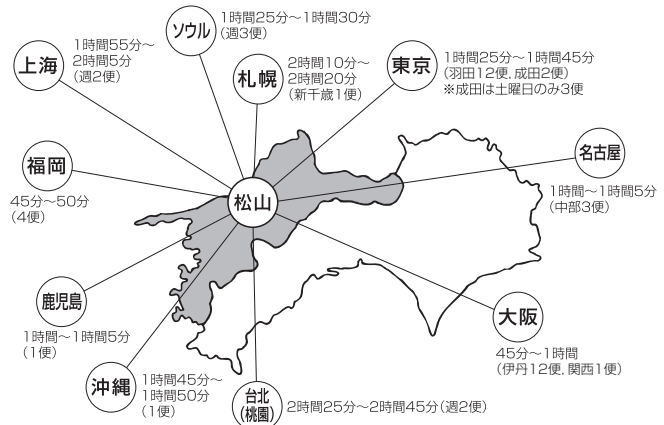 ソウル
1時間25分～1時間30分
(週3便)
上海
1時間55分～
2時間5分
(週2便)
札幌
2時間10分～
2時間20分
(新千歳1便)
東京
1時間25分～1時間45分
(羽田12便, 成田2便)
※成田は土曜日のみ3便
福岡
45分～50分
(4便)
名古屋
1時間～1時間5分
(中部3便)
松山
鹿児島
1時間～1時間5分
(1便)
大阪
45分～1時間
(伊丹12便, 関西1便)
沖縄
1時間45分～
1時間50分
(1便)
台北
(桃園)
2時間25分～2時間45分(週2便)